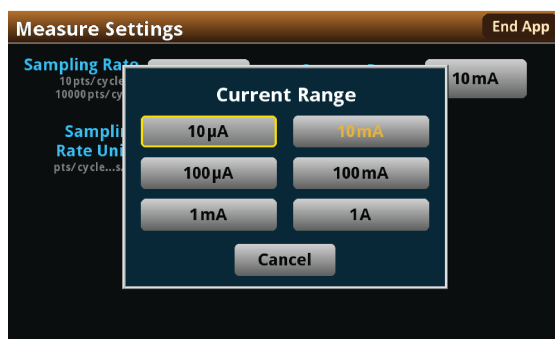 Measure Settings
End App
Sampling Rate
10pts/cycle
10000pts/cy
10mA
Current Range
10µA
10mA
100µA
100mA
1mA
1A
Cancel
Sampli
Rate Uni
pts/cycle...s/